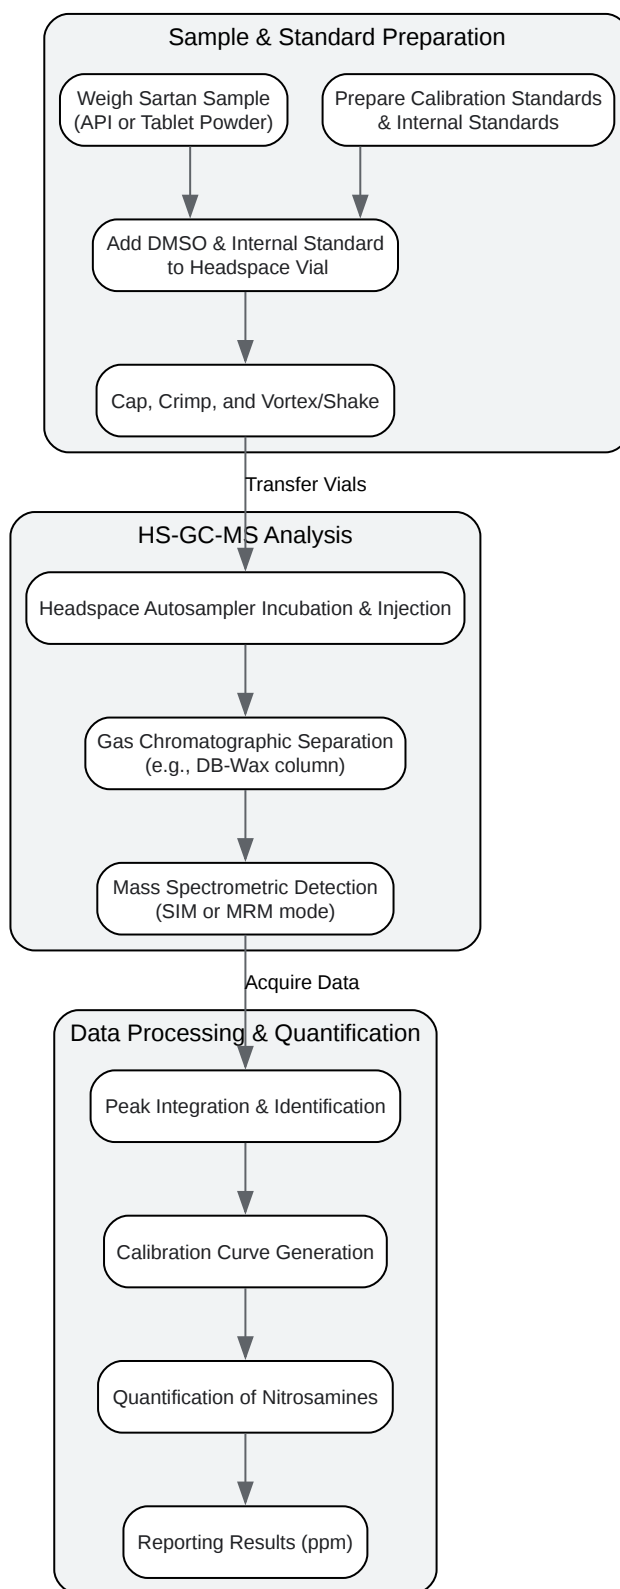 Sample & Standard Preparation
Weigh Sartan Sample
(API or Tablet Powder)
Prepare Calibration Standards
& Internal Standards
Add DMSO & Internal Standard
to Headspace Vial
Cap, Crimp, and Vortex/Shake
Transfer Vials
HS-GC-MS Analysis
Headspace Autosampler Incubation & Injection
Gas Chromatographic Separation
(e.g., DB-Wax column)
Mass Spectrometric Detection
(SIM or MRM mode)
Acquire Data
Data Processing & Quantification
Peak Integration & Identification
Calibration Curve Generation
Quantification of Nitrosamines
Reporting Results (ppm)